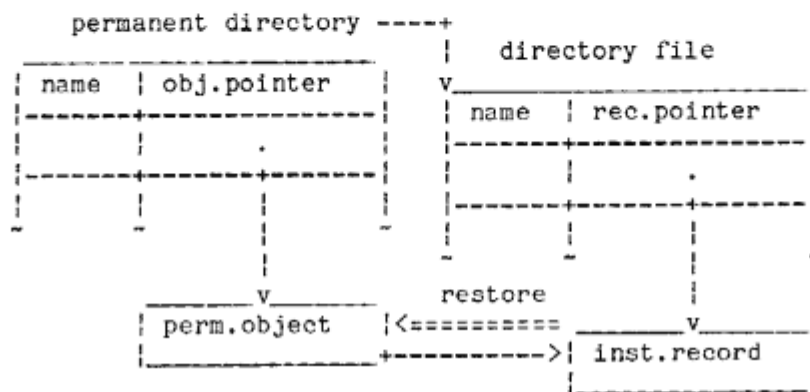 permanent directory
directory file
name obj.pointer
name rec.pointer
restore
perm.object
inst.record